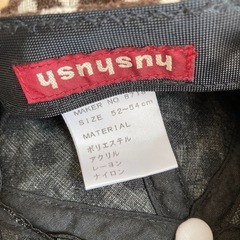 hushush
MAKER NO 8716
SIZE 52~54cm
MATERIAL
ポリエステル
アクリル
レーヨン
ナイロン